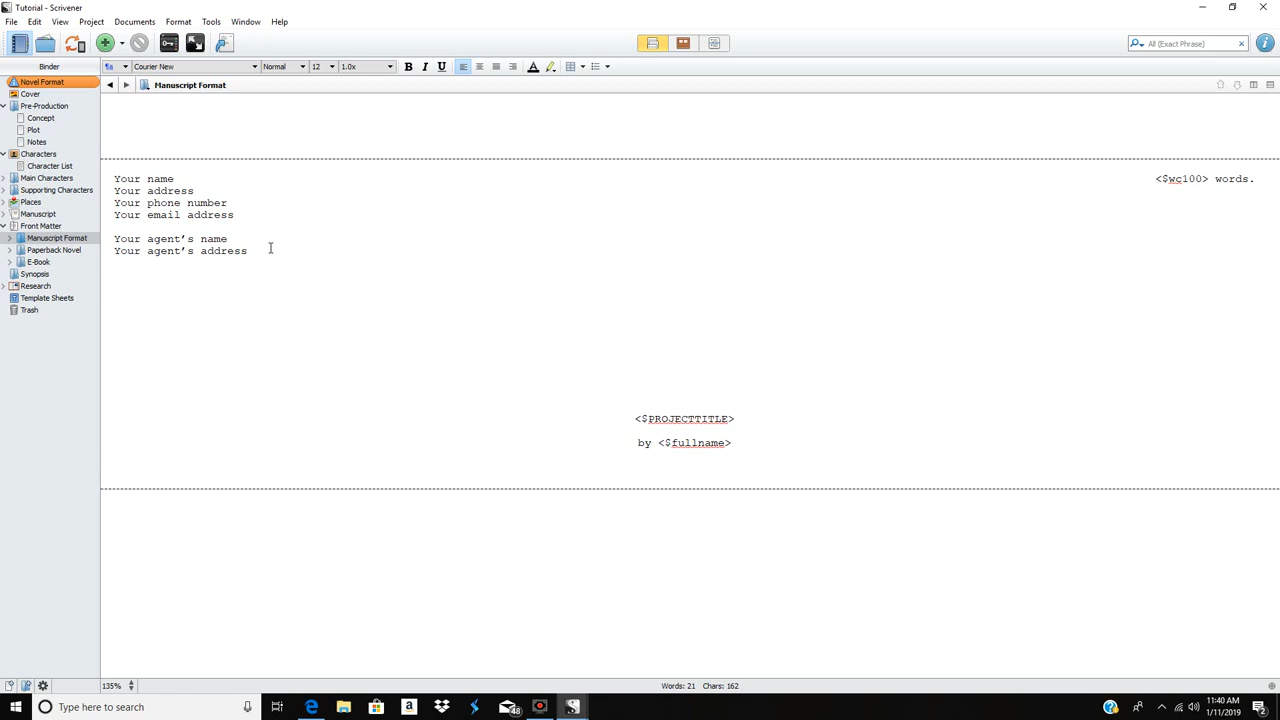 Tutorial - Scrivener
File Edit View Project Documents Format Tools Window Help
All (Exact Phrase)
Binder
Courier New Normal 12 1.0x B I U A
Novel Format
Manuscript Format
Cover
Pre-Production
Concept
Plot
Notes
Characters
Character List
Main Characters
Supporting Characters
Places
Manuscript
Front Matter
Manuscript Format
Paperback Novel
E-Book
Synopsis
Research
Template Sheets
Trash
Your name <$wc100> words.
Your address
Your phone number
Your email address
Your agent's name
Your agent's address
<$PROJECTTITLE>
by <$fullname>
135% Words: 21 Chars: 162
Type here to search
48
11:40 AM
1/11/2019
2